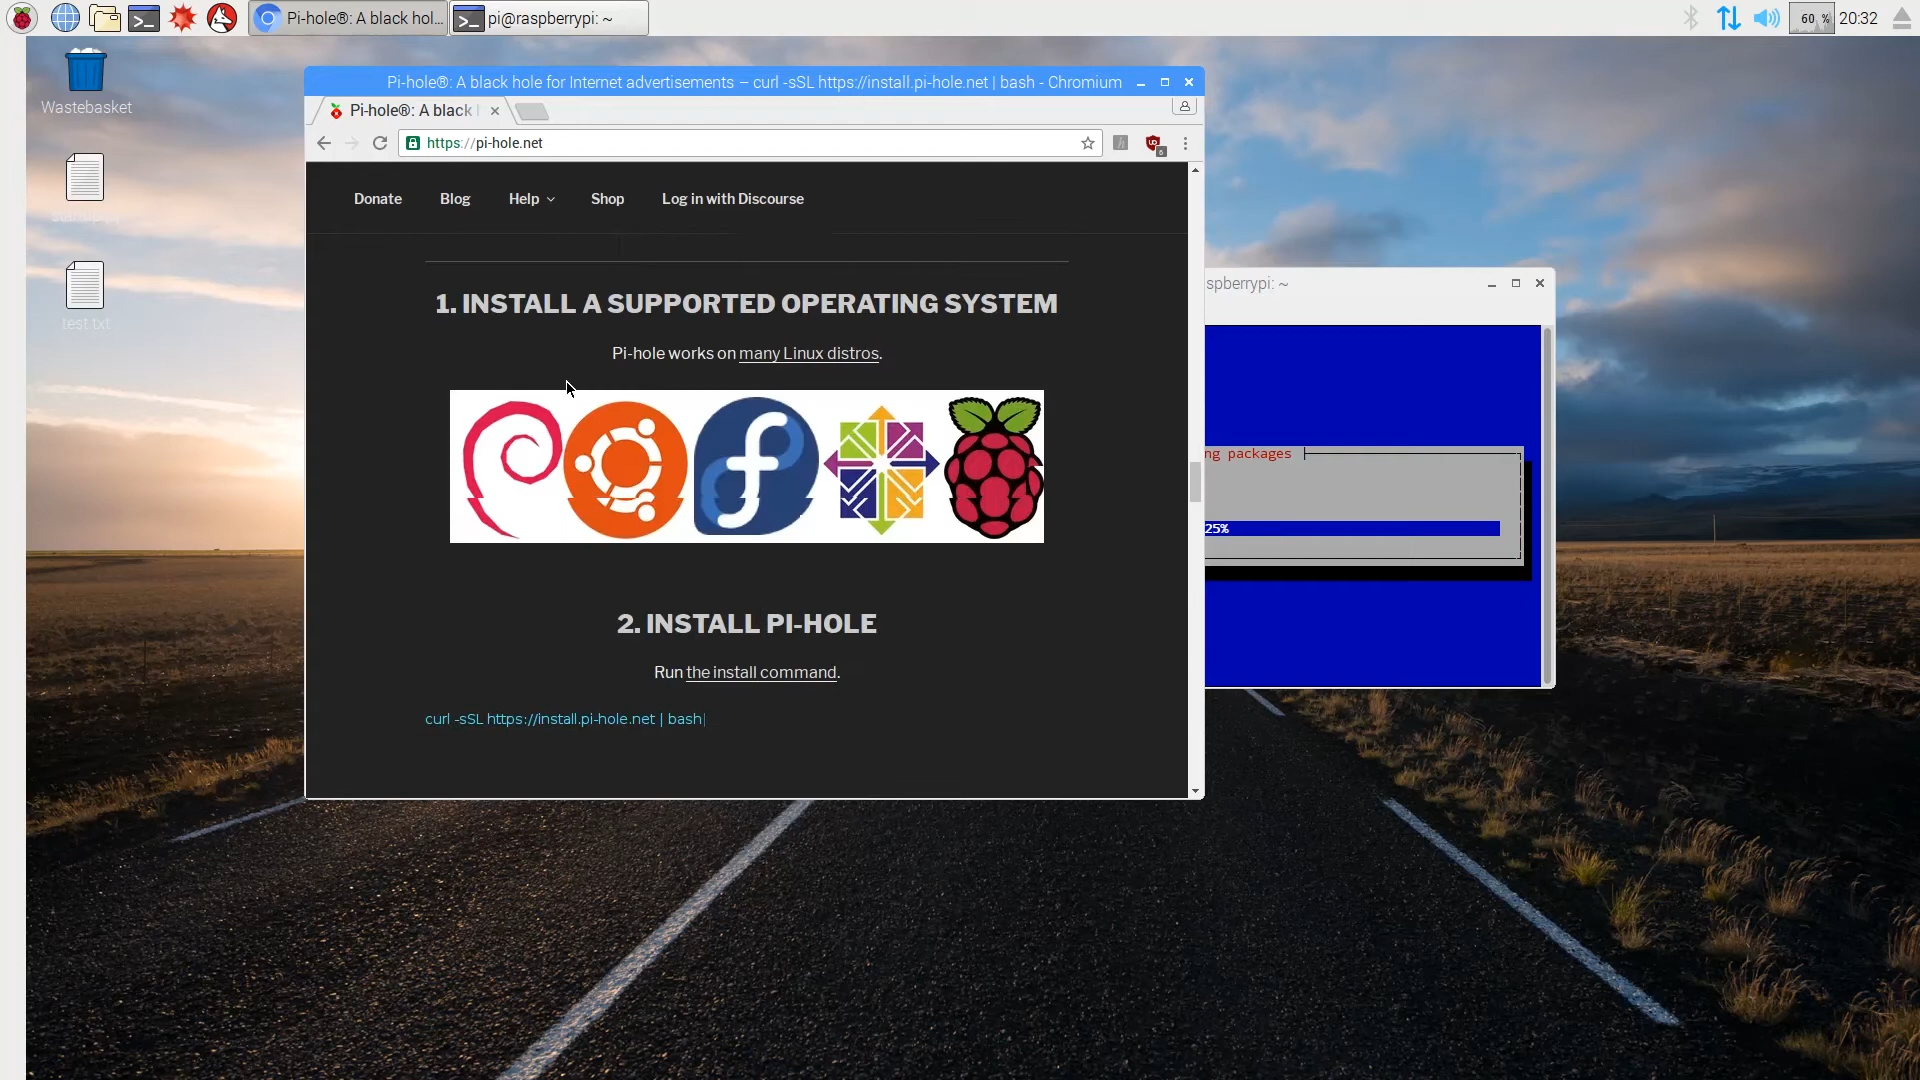 Pi-hole®: A black hol...
pi@raspberrypi: ~
60 %
20:32
Wastebasket
test.txt
Pi-hole®: A black hole for Internet advertisements – curl -sSL https://install.pi-hole.net | bash - Chromium
Pi-hole®: A black
https://pi-hole.net
6
Donate
Blog
Help
Shop
Log in with Discourse
1. INSTALL A SUPPORTED OPERATING SYSTEM
Pi-hole works on many Linux distros.
2. INSTALL PI-HOLE
Run the install command.
curl -sSL https://install.pi-hole.net | bash
spberrypi: ~
ng packages
25%